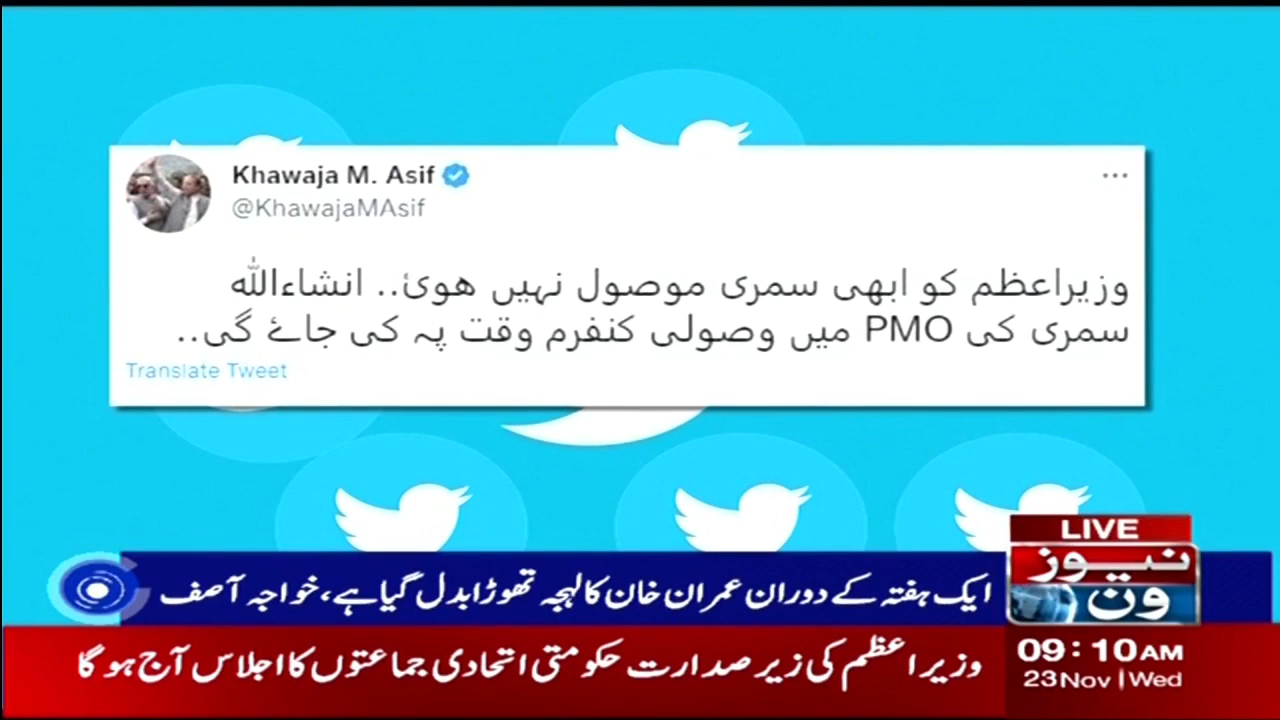 Khawaja M. Asif
@KhawajaMAsif
وزیراعظم کو ابھی سمری موصول نہیں ھوئ.. انشاءاللّٰه
سمری کی PMO میں وصولی کنفرم وقت پہ کی جاۓ گی..
Translate Tweet
LIVE
نیوز
ون
ایک ہفتہ کے دوران عمران خان کا لہجہ تھوڑا بدل گیا ہے، خواجہ آصف
وزیراعظم کی زیر صدارت حکومتی اتحادی جماعتوں کا اجلاس آج ہوگا
09:10AM
23Nov | Wed